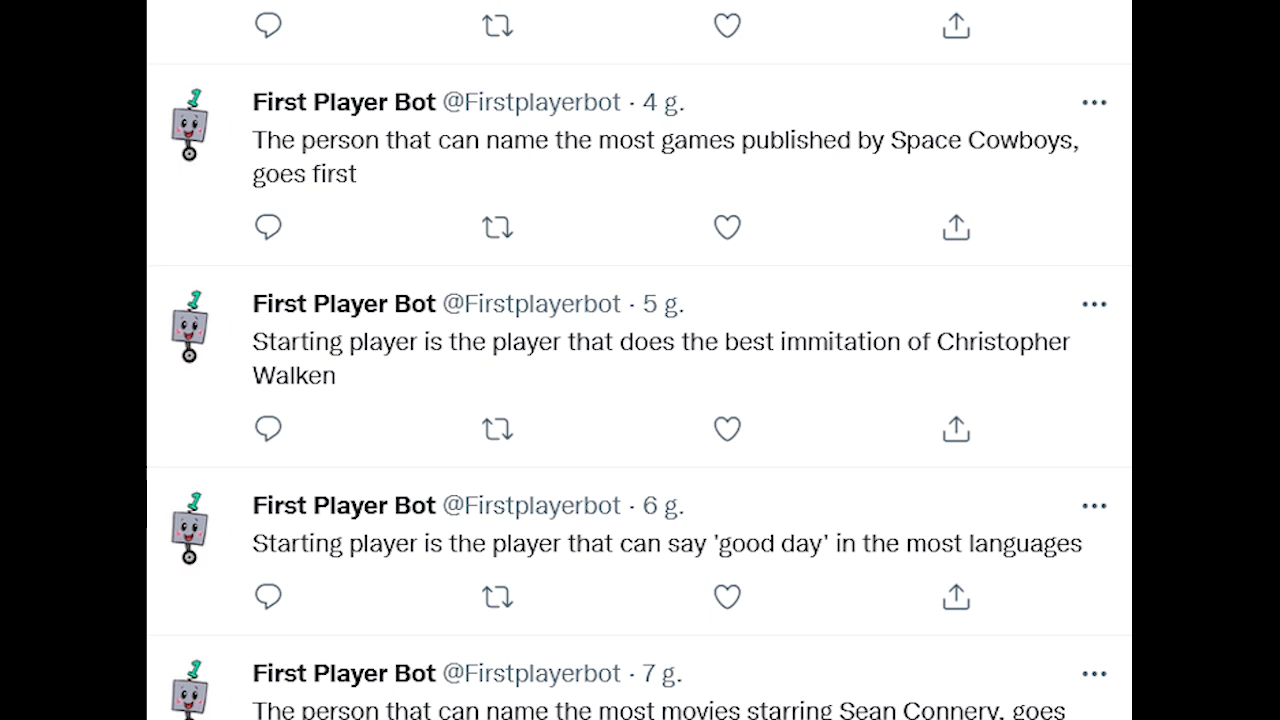 First Player Bot @Firstplayerbot · 4 g.
The person that can name the most games published by Space Cowboys,
goes first
First Player Bot @Firstplayerbot · 5 g.
Starting player is the player that does the best immitation of Christopher
Walken
First Player Bot @Firstplayerbot · 6 g.
Starting player is the player that can say 'good day' in the most languages
First Player Bot @Firstplayerbot · 7 g.
The person that can name the most movies starring Sean Connery, goes